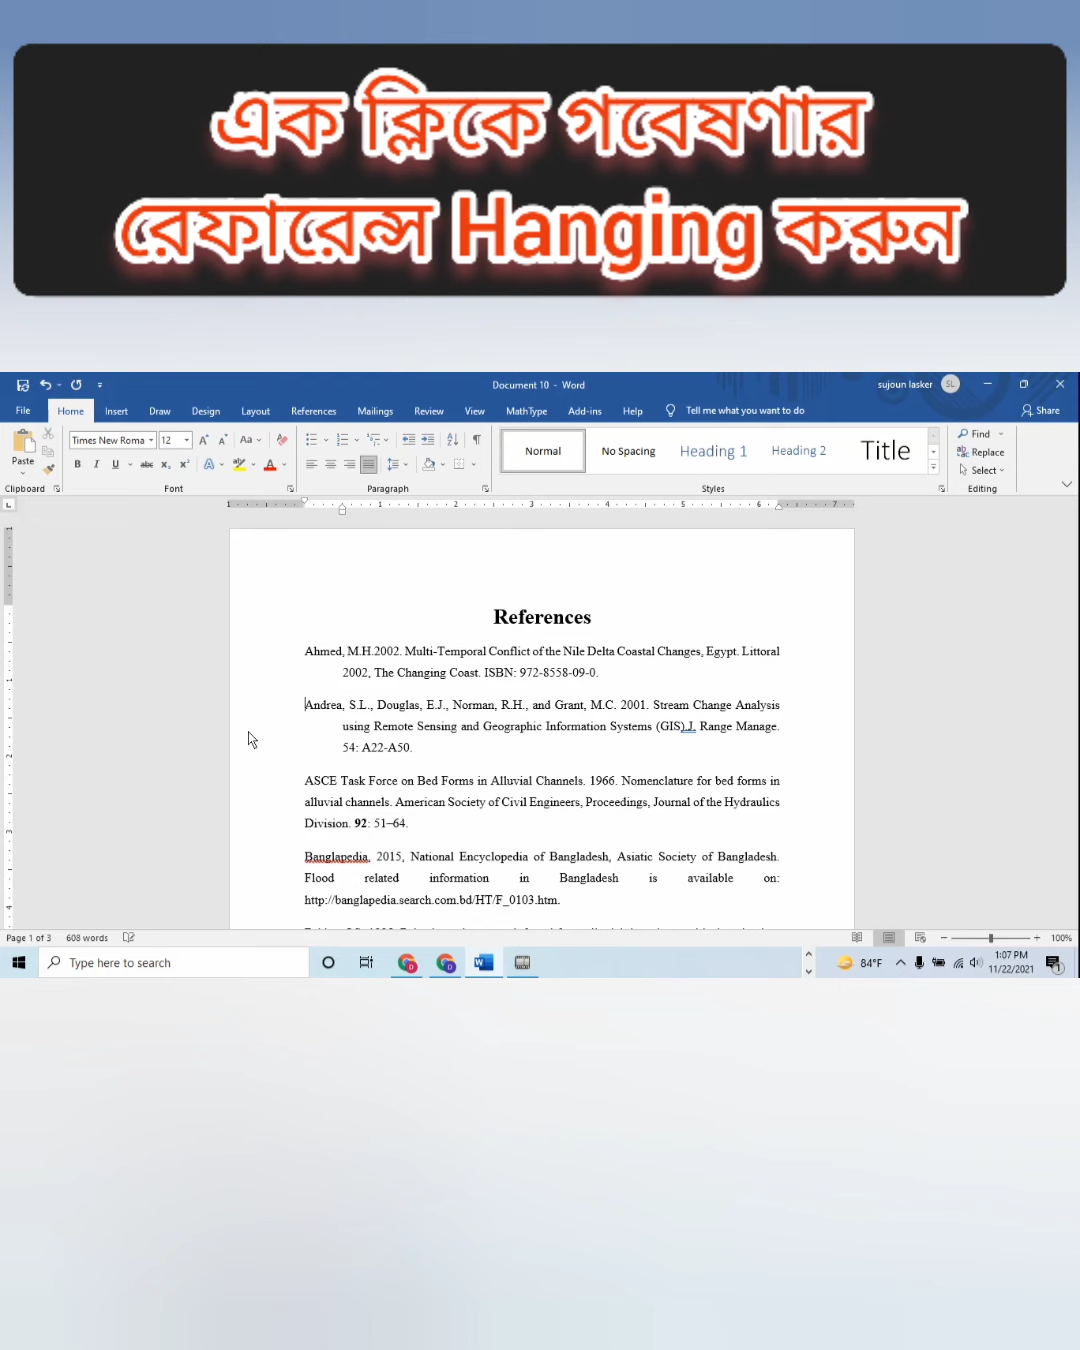 এক ক্লিকে গবেষণার
রেফারেন্স Hanging করুন
Document 10 - Word
sujoun lasker SL
File Home Insert Draw Design Layout References Mailings Review View MathType Add-ins Help Tell me what you want to do Share
Paste
Times New Roma 12
Normal
No Spacing
Heading 1
Heading 2
Title
Find
Replace
Select
Clipboard Font Paragraph Styles Editing
1 1 2 3 4 5 6 7
References
Ahmed, M.H.2002. Multi-Temporal Conflict of the Nile Delta Coastal Changes, Egypt. Littoral
2002, The Changing Coast. ISBN: 972-8558-09-0.
Andrea, S.L., Douglas, E.J., Norman, R.H., and Grant, M.C. 2001. Stream Change Analysis
using Remote Sensing and Geographic Information Systems (GIS).J. Range Manage.
54: A22-A50.
ASCE Task Force on Bed Forms in Alluvial Channels. 1966. Nomenclature for bed forms in
alluvial channels. American Society of Civil Engineers, Proceedings, Journal of the Hydraulics
Division. 92: 51–64.
Banglapedia, 2015, National Encyclopedia of Bangladesh, Asiatic Society of Bangladesh.
Flood related information in Bangladesh is available on:
http://banglapedia.search.com.bd/HT/F_0103.htm.
Page 1 of 3 608 words 100%
Type here to search
84°F
1:07 PM
11/22/2021